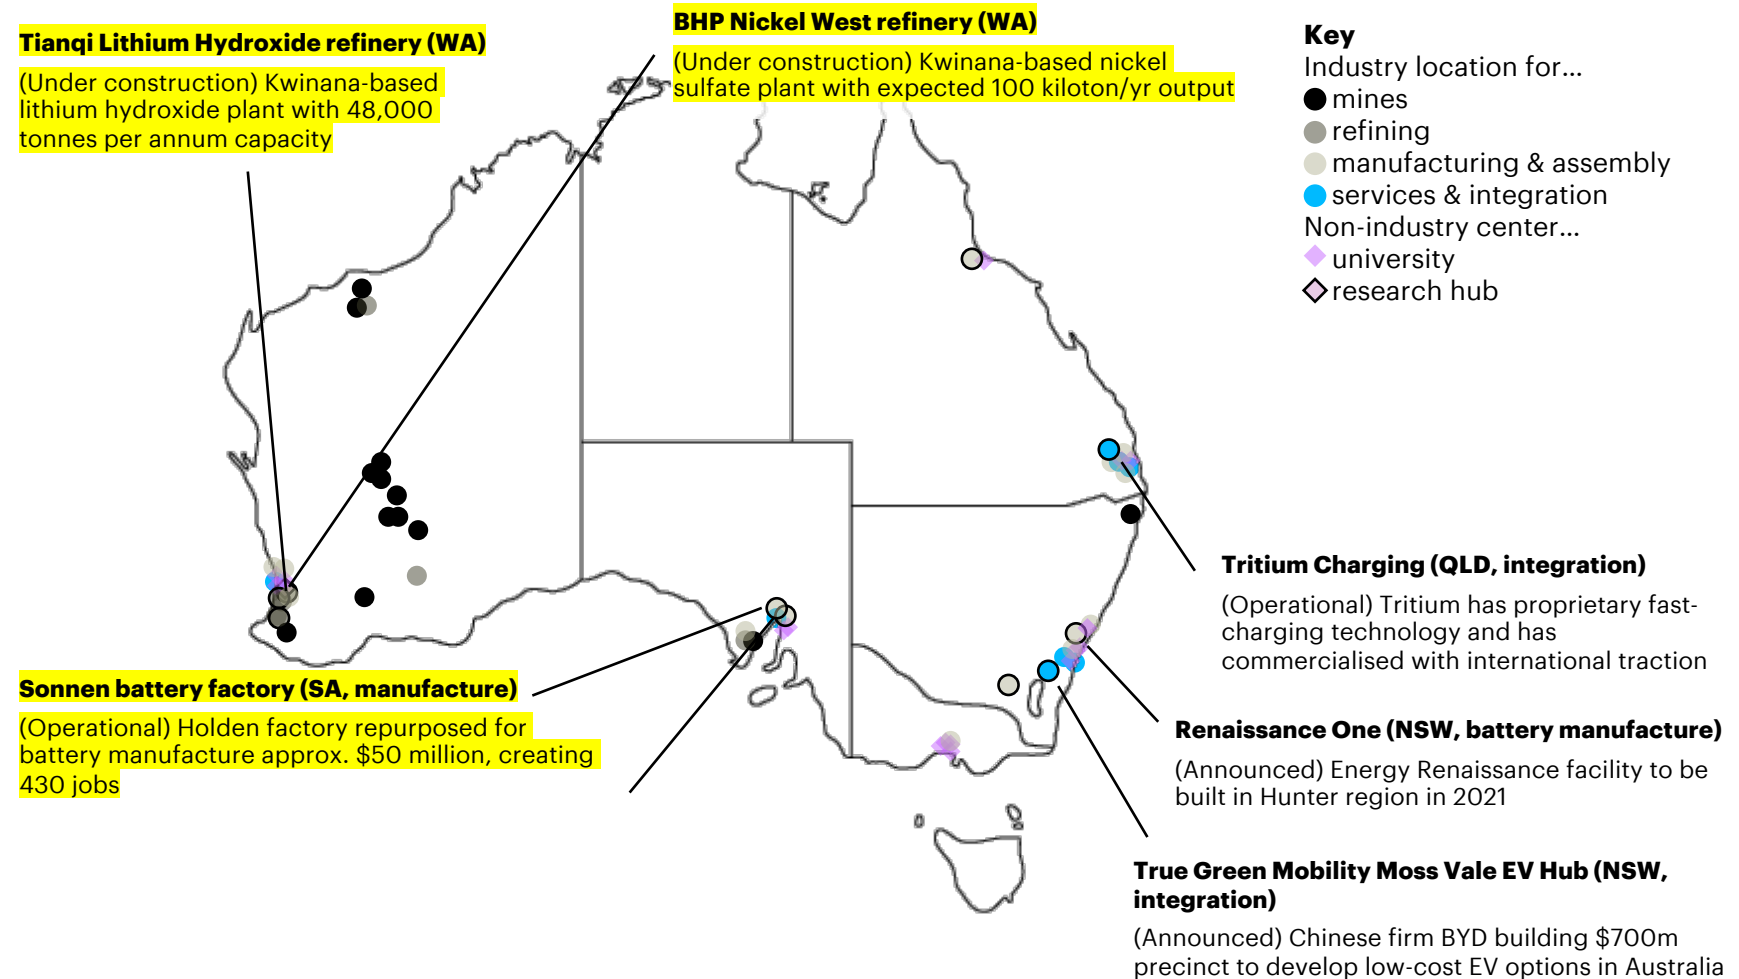 Tianqi Lithium Hydroxide refinery (WA)
(Under construction) Kwinana-based
lithium hydroxide plant with 48,000
tonnes per annum capacity
BHP Nickel West refinery (WA)
(Under construction) Kwinana-based nickel
sulfate plant with expected 100 kiloton/yr output
Key
Industry location for...
mines
refining
manufacturing & assembly
services & integration
Non-industry center...
university
research hub
Tritium Charging (QLD, integration)
(Operational) Tritium has proprietary fast-
charging technology and has
commercialised with international traction
Sonnen battery factory (SA, manufacture)
(Operational) Holden factory repurposed for
battery manufacture approx. $50 million, creating
430 jobs
Renaissance One (NSW, battery manufacture)
(Announced) Energy Renaissance facility to be
built in Hunter region in 2021
True Green Mobility Moss Vale EV Hub (NSW,
integration)
(Announced) Chinese firm BYD building $700m
precinct to develop low-cost EV options in Australia